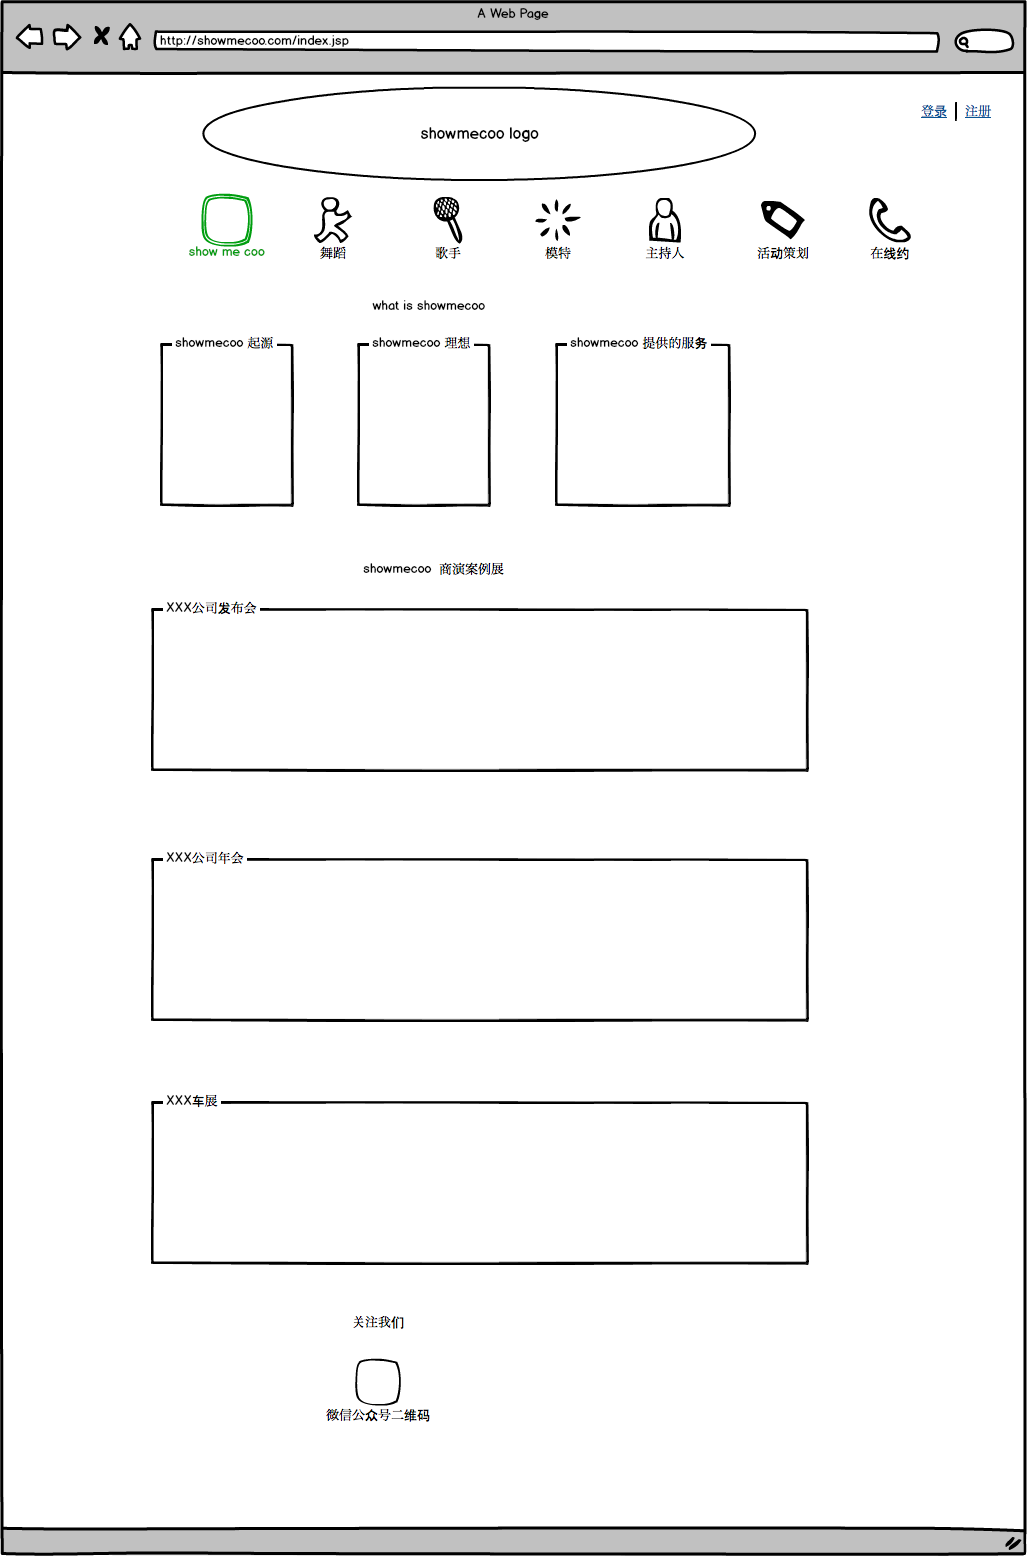 A Web Page
http://showmecoo.com/index.jsp
登录 | 注册
showmecoo logo
show me coo 舞蹈 歌手 模特 主持人 活动策划 在线约
what is showmecoo
showmecoo 起源 showmecoo 理想 showmecoo 提供的服务
showmecoo 商演案例展
XXX公司发布会
XXX公司年会
XXX车展
关注我们
微信公众号二维码